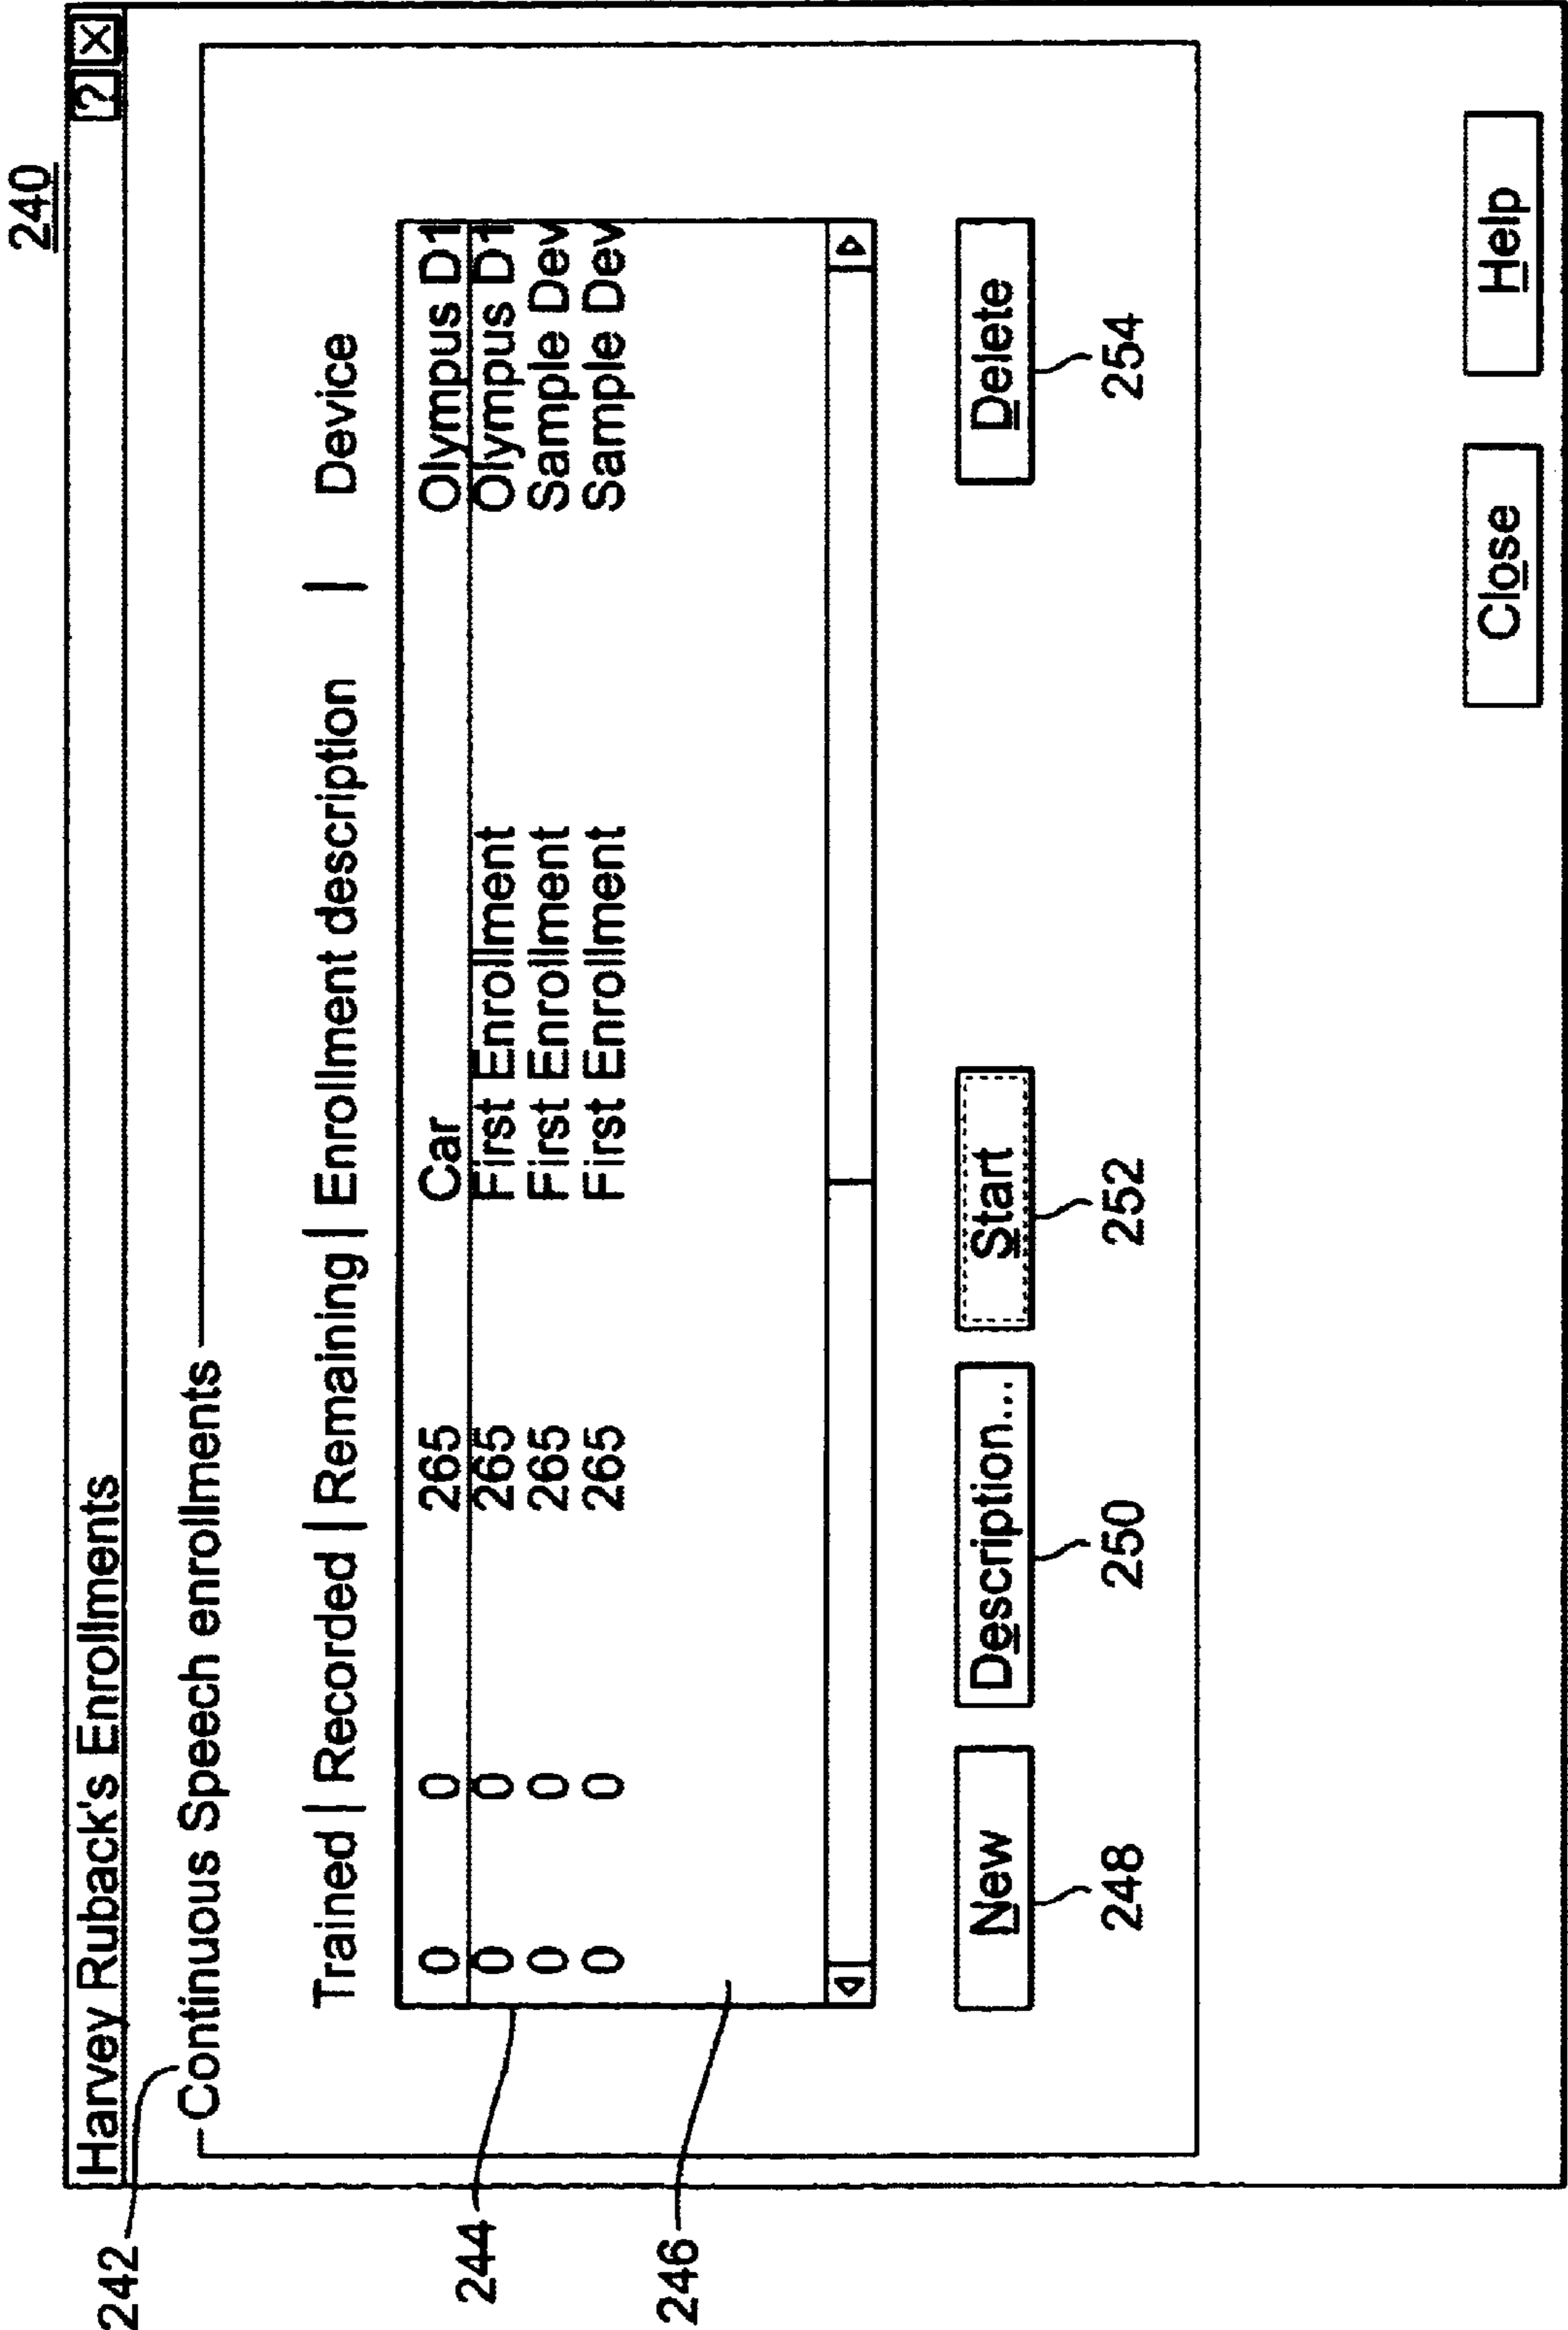 240
Harvey Ruback's Enrollments ? X
242
Continuous Speech enrollments
Trained | Recorded | Remaining | Enrollment description | Device
0 0 265 Car Olympus D1
0 0 265 First Enrollment Olympus D1
0 0 265 First Enrollment Sample Dev
0 0 265 First Enrollment Sample Dev
244
246
New Description... Start Delete
248 250 252 254
Close Help